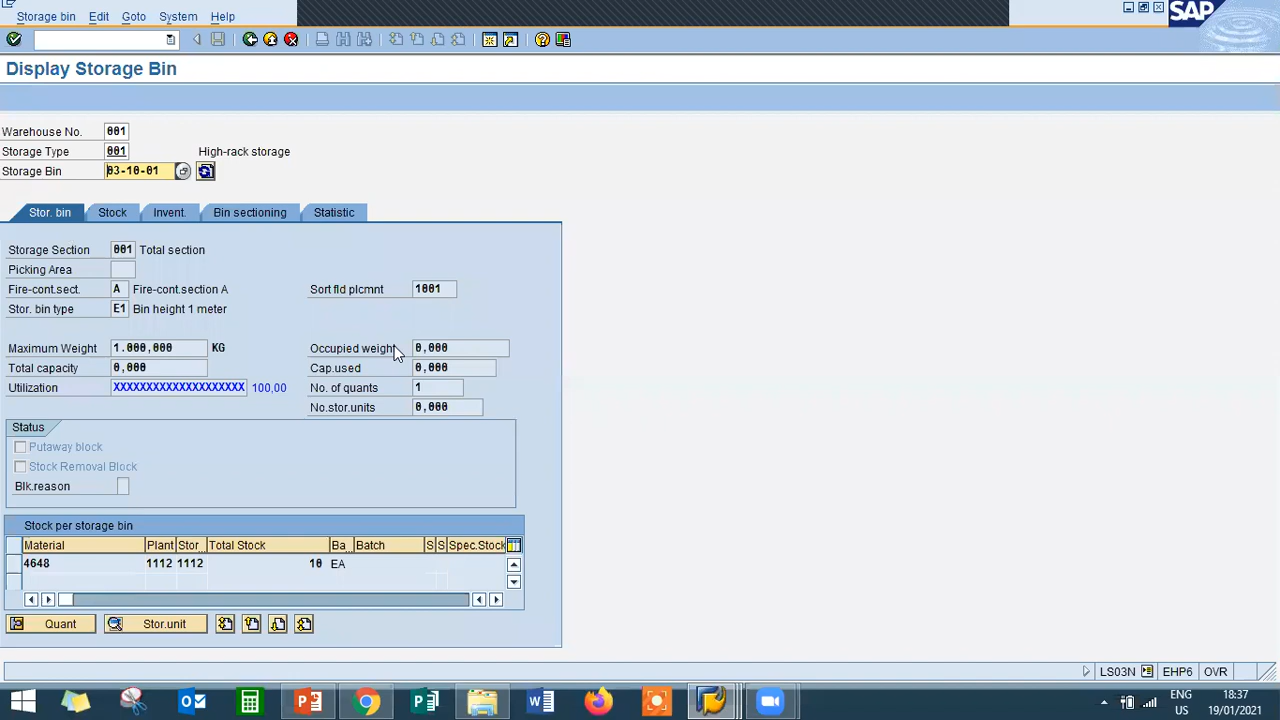 Storage bin Edit Goto System Help
SAP
Display Storage Bin
Warehouse No. 001
Storage Type 001 High-rack storage
Storage Bin 03-10-01
Stor. bin Stock Invent. Bin sectioning Statistic
Storage Section 001 Total section
Picking Area
Fire-cont.sect. A Fire-cont.section A Sort fld plcmnt 1001
Stor. bin type E1 Bin height 1 meter
Maximum Weight 1.000,000 KG Occupied weight 0,000
Total capacity 0,000 Cap.used 0,000
Utilization XXXXXXXXXXXXXXXXXXXX 100,00 No. of quants 1
No.stor.units 0,000
Status
Putaway block
Stock Removal Block
Blk.reason
Stock per storage bin
Material Plant Stor... Total Stock Ba... Batch S S Spec.Stock
4648 1112 1112 10 EA
Quant Stor.unit
LS03N EHP6 OVR
ENG 18:37
US 19/01/2021